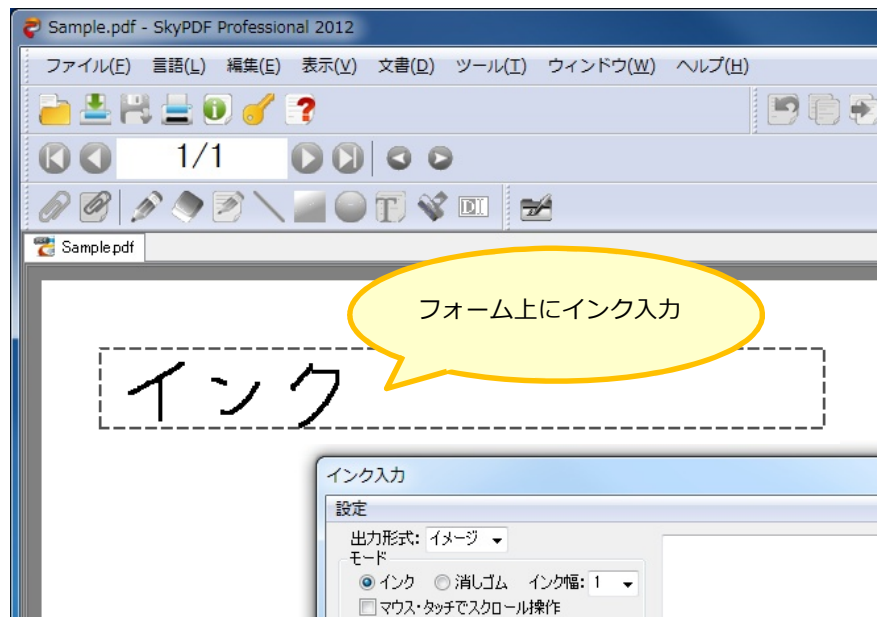 Sample.pdf - SkyPDF Professional 2012
ファイル(F) 言語(L) 編集(E) 表示(V) 文書(D) ツール(T) ウィンドウ(W) ヘルプ(H)
1/1
T DI
Sample.pdf
フォーム上にインク入力
インク
インク入力
設定
出力形式: イメージ
モード
インク 消しゴム インク幅: 1
マウス・タッチでスクロール操作